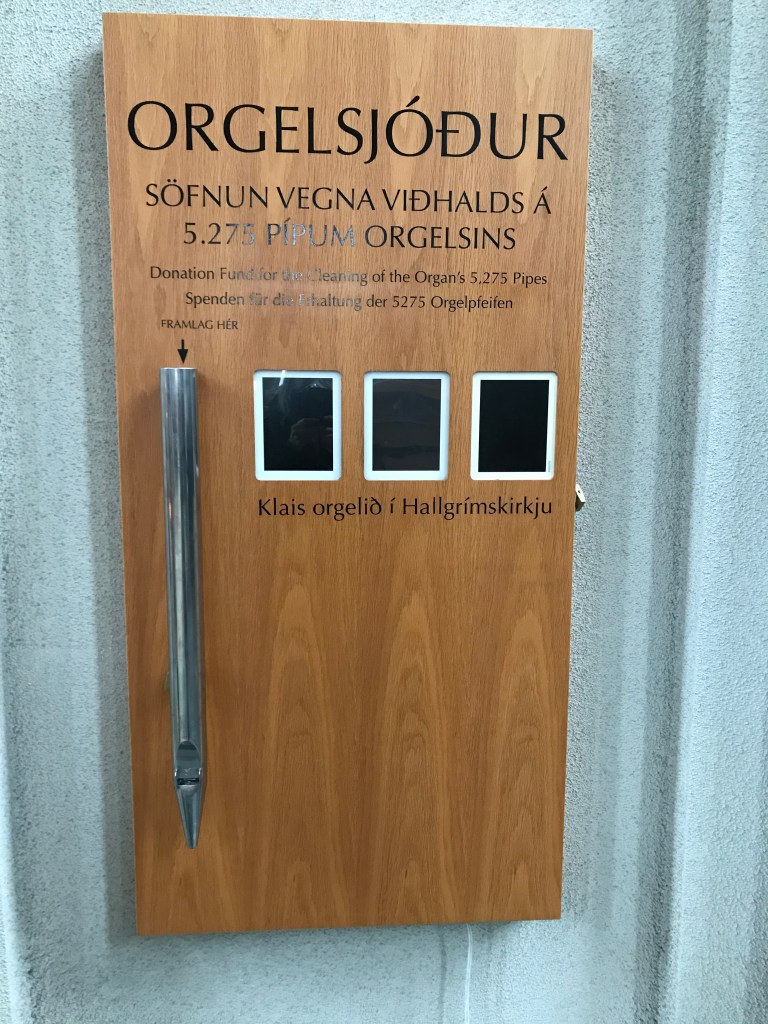 ORGELSJÓÐUR
SÖFNUN VEGNA VIÐHALDS Á
5.275 PÍPUM ORGELSINS
Donation Fund for the Cleaning of the Organ's 5,275 Pipes
Spenden für die Erhaltung der 5275 Orgelpfeifen
FRAMLAG HÉR
Klais orgelið í Hallgrímskirkju